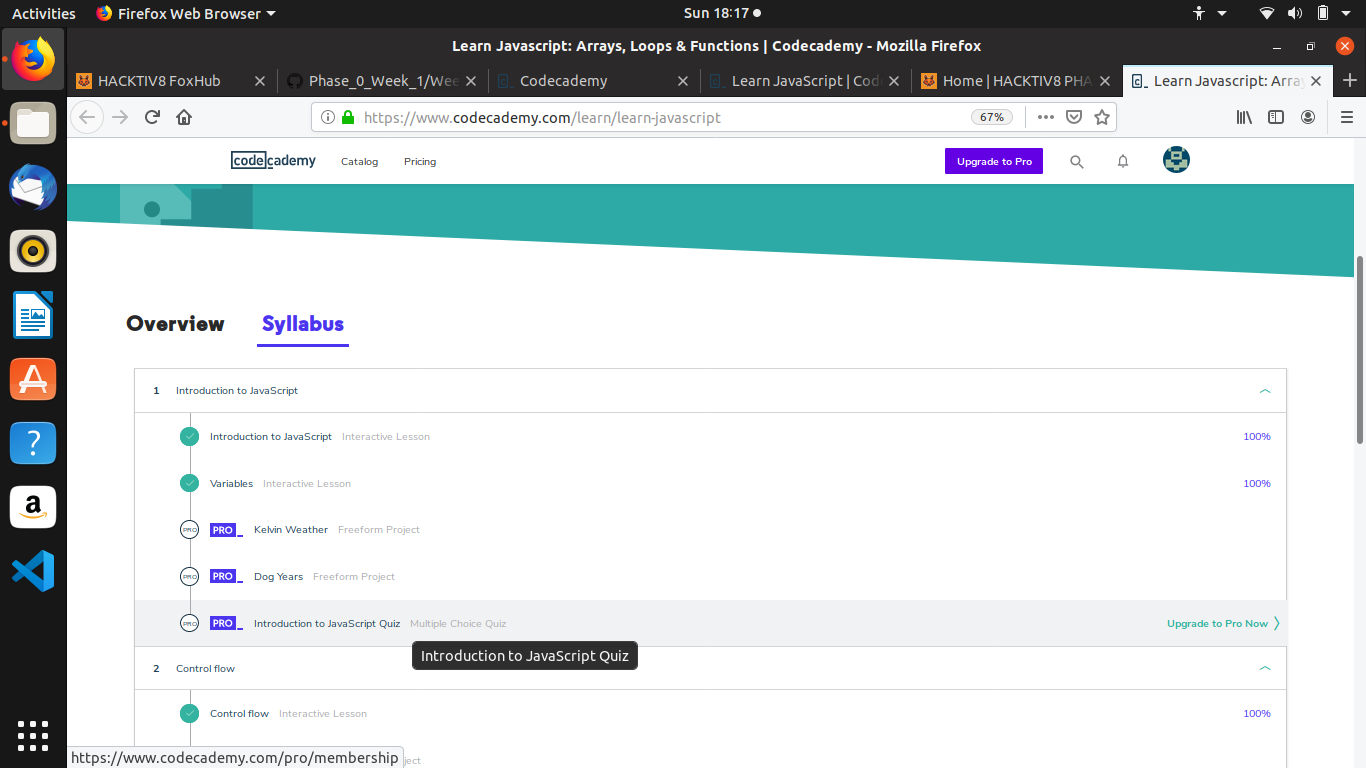 Activities Firefox Web Browser Sun 18:17
Learn Javascript: Arrays, Loops & Functions | Codecademy - Mozilla Firefox
HACKTIV8 FoxHub Phase_0_Week_1/Wee Codecademy Learn JavaScript | Cod Home | HACKTIV8 PHA Learn Javascript: Array
https://www.codecademy.com/learn/learn-javascript 67%
codecademy Catalog Pricing Upgrade to Pro
Overview Syllabus
1 Introduction to JavaScript
Introduction to JavaScript Interactive Lesson 100%
Variables Interactive Lesson 100%
PRO PRO_ Kelvin Weather Freeform Project
PRO PRO_ Dog Years Freeform Project
PRO PRO_ Introduction to JavaScript Quiz Multiple Choice Quiz Upgrade to Pro Now
Introduction to JavaScript Quiz
2 Control flow
Control flow Interactive Lesson 100%
https://www.codecademy.com/pro/membership ject